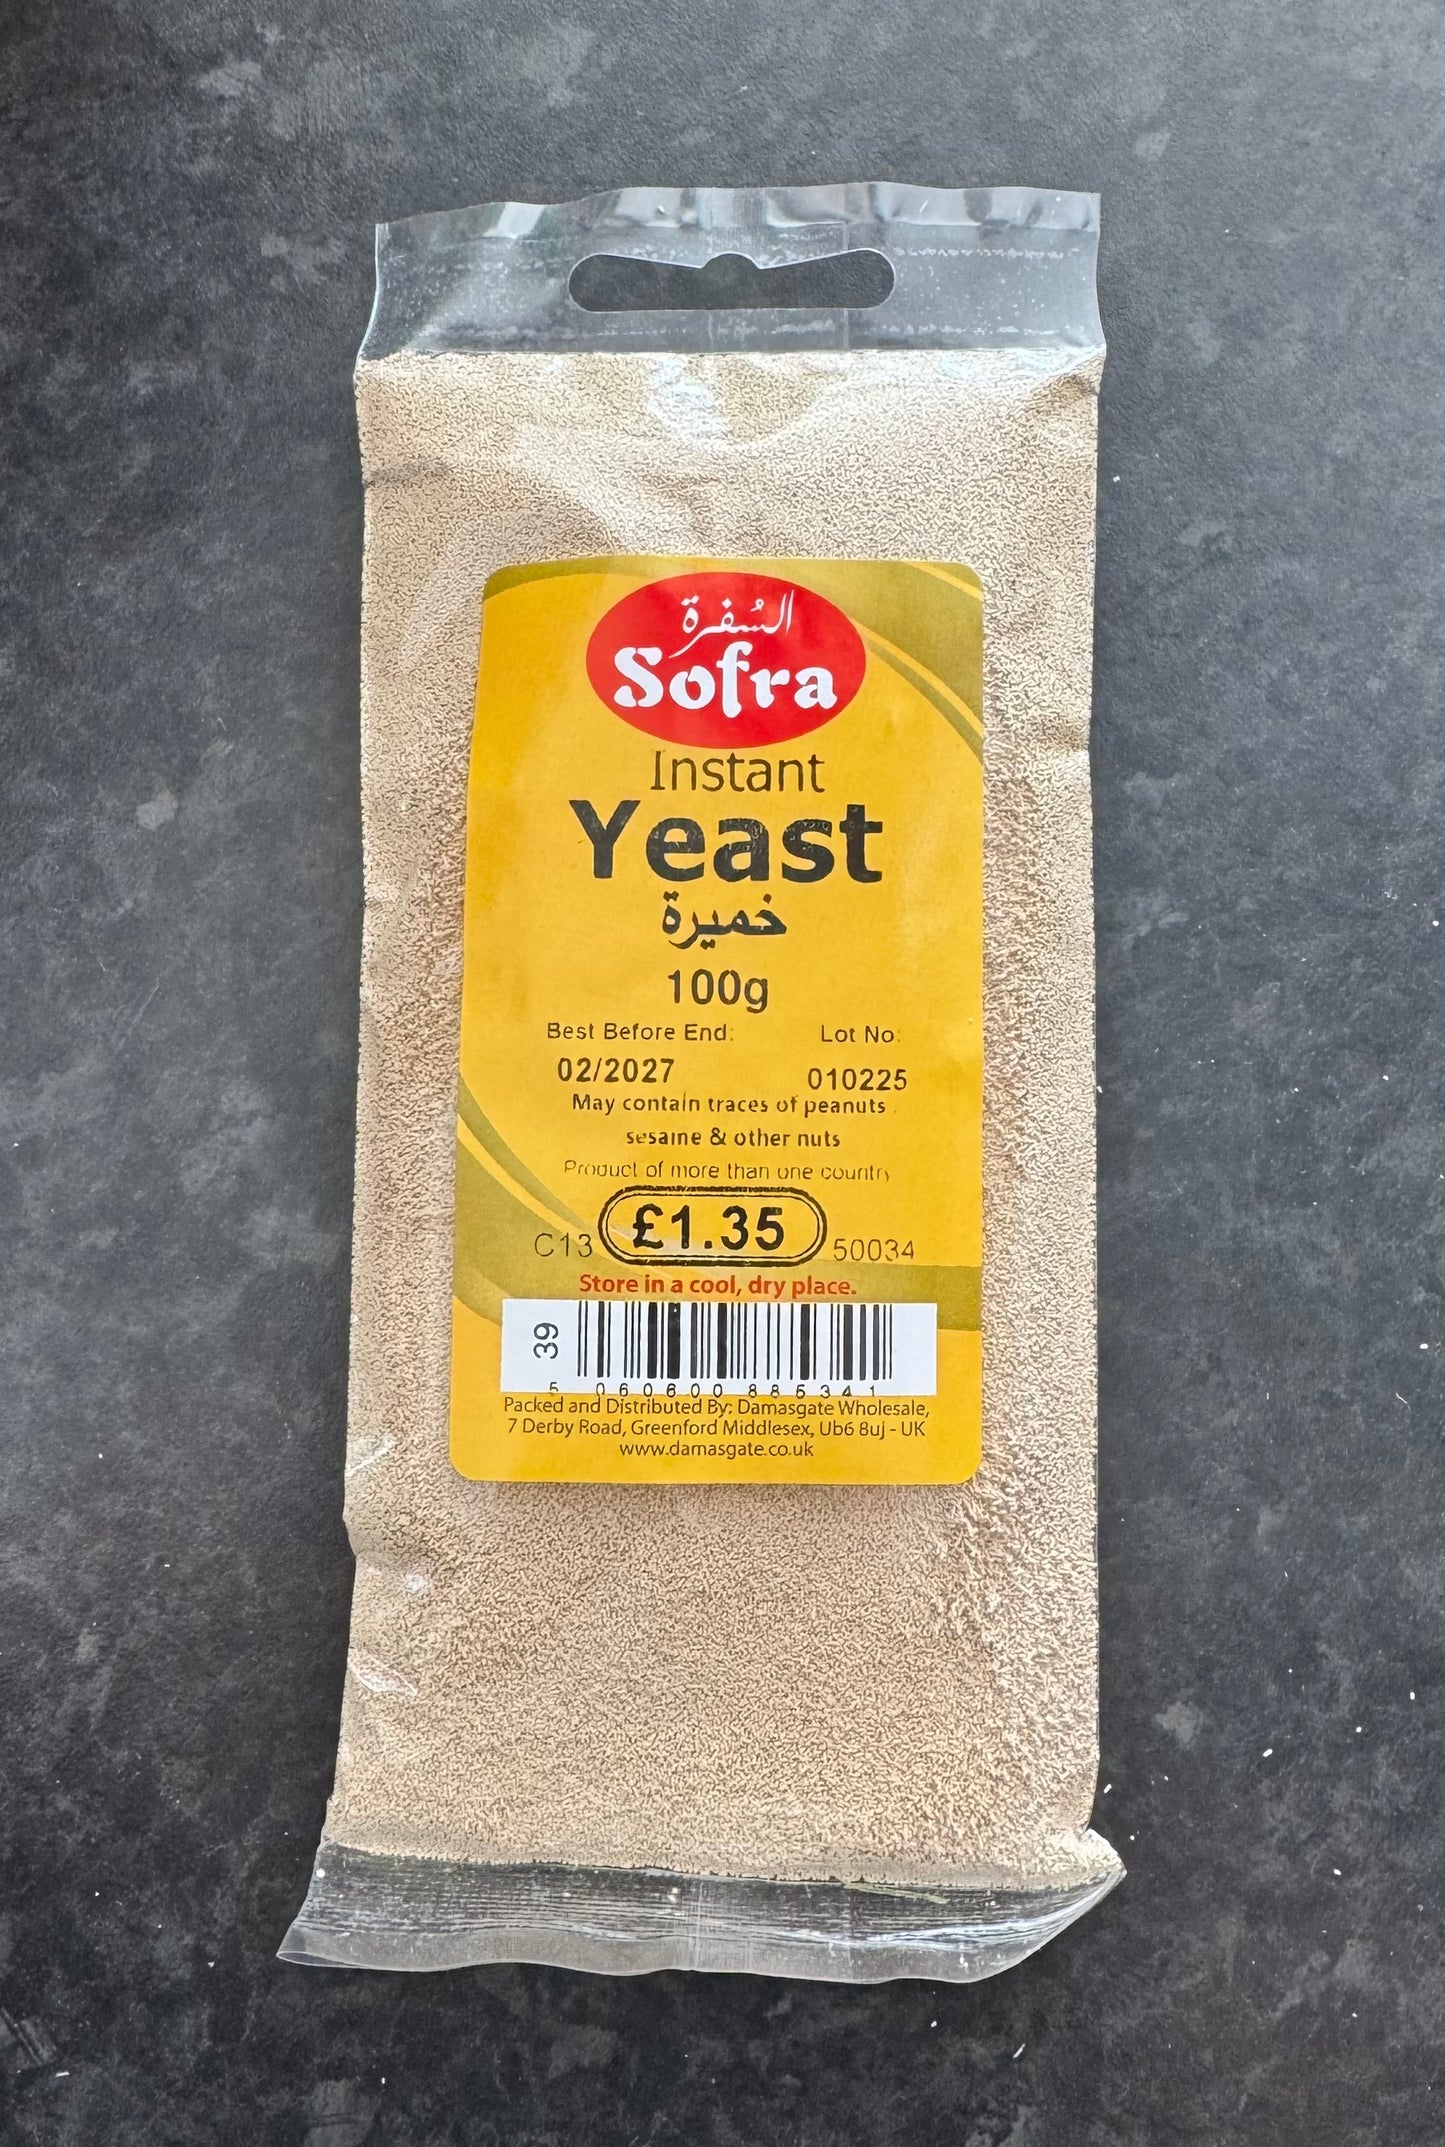 السُفرة
Sofra
Instant
Yeast
خميرة
100g
Best Before End: Lot No:
02/2027 010225
May contain traces of peanuts
sesame & other nuts
Product of more than one country
C13 £1.35 50034
Store in a cool, dry place.
39
5 060600 885341
Packed and Distributed By: Damasgate Wholesale,
7 Derby Road, Greenford Middlesex, Ub6 8uj - UK
www.damasgate.co.uk